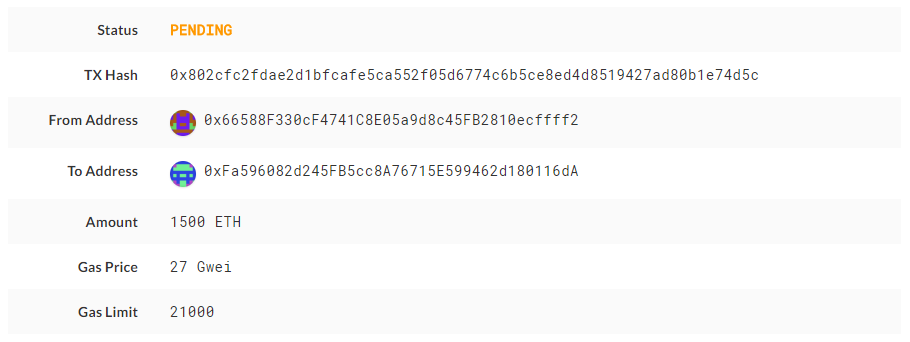 Status PENDING
TX Hash 0x802cfc2fdae2d1bfcafe5ca552f05d6774c6b5ce8ed4d8519427ad80b1e74d5c
From Address 0x66588F330cF4741C8E05a9d8c45FB2810ecffff2
To Address 0xFa596082d245FB5cc8A76715E599462d180116dA
Amount 1500 ETH
Gas Price 27 Gwei
Gas Limit 21000